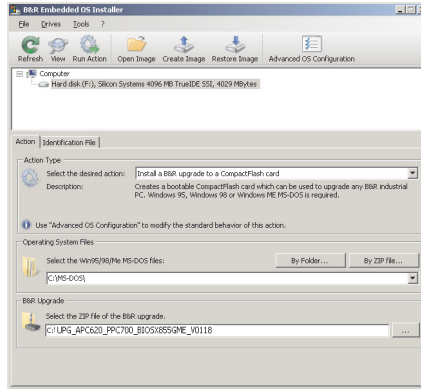 B&R Embedded OS Installer
File Drives Tools ?
Refresh View Run Action Open Image Create Image Restore Image Advanced OS Configuration
Computer
Hard disk (F:), Silicon Systems 4096 MB TrueIDE SSI, 4029 MBytes
Action Identification File
Action Type
Select the desired action: Install a B&R upgrade to a CompactFlash card
Description: Creates a bootable CompactFlash card which can be used to upgrade any B&R industrial
PC. Windows 95, Windows 98 or Windows ME MS-DOS is required.
Use "Advanced OS Configuration" to modify the standard behavior of this action.
Operating System Files
Select the Win95/98/Me MS-DOS files: By Folder... By ZIP file...
C:\MS-DOS\
B&R Upgrade
Select the ZIP file of the B&R upgrade.
C:\UPG_APC620_PPC700_BIOSX855GME_V0118 ...